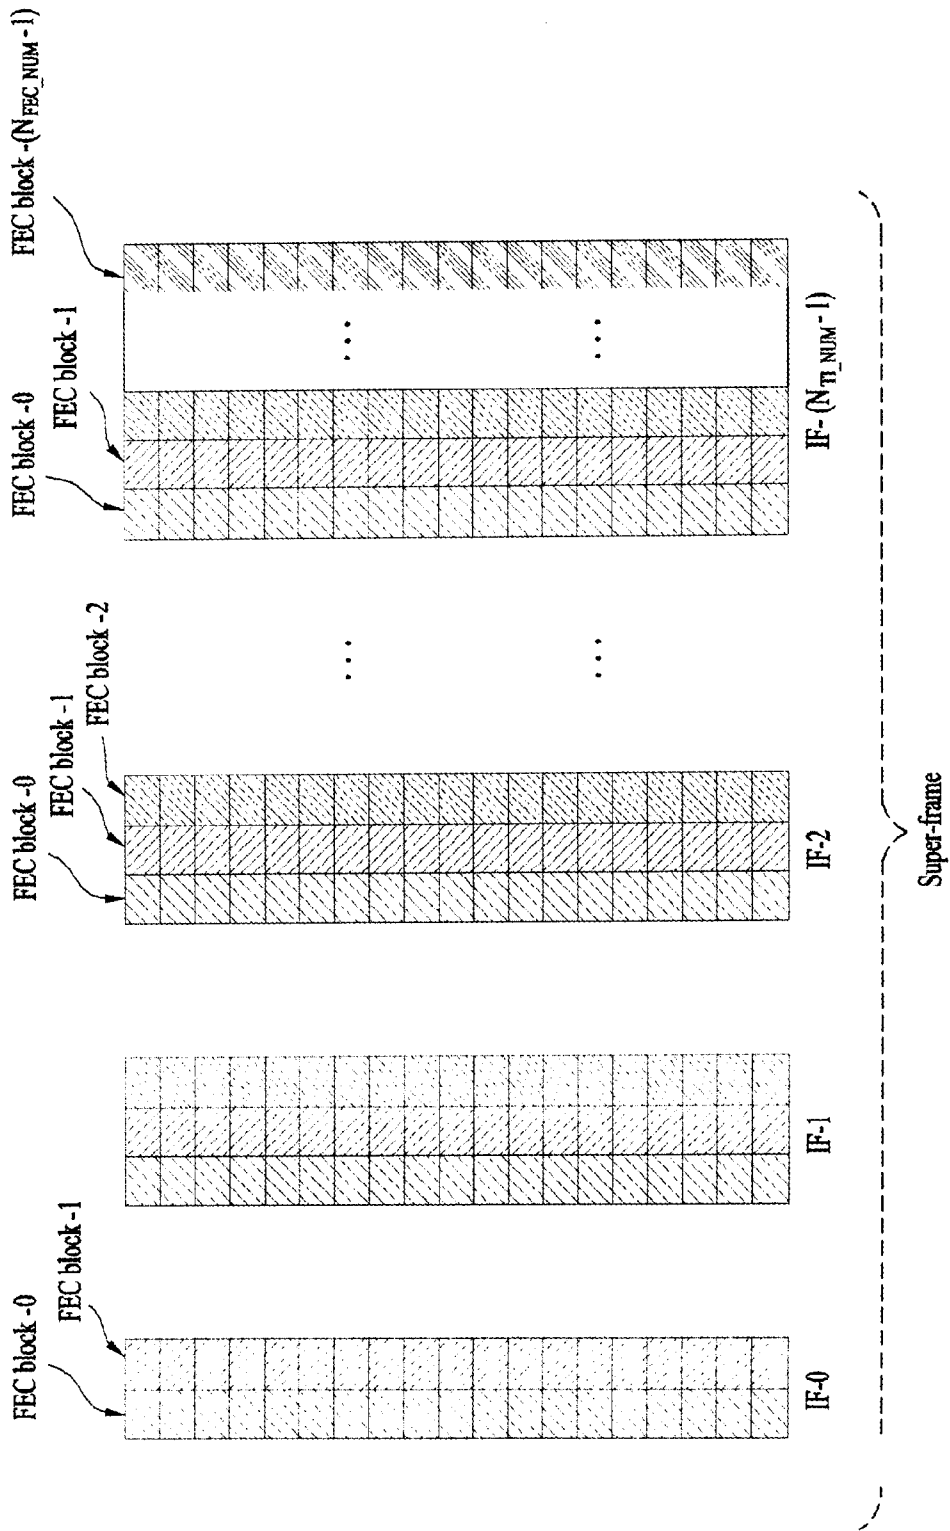 FEC block -0
FEC block -1
FEC block -0
FEC block -1
FEC block -2
FEC block -0
FEC block -1
FEC block -(N_FEC_NUM -1)
IF-0
IF-1
IF-2
IF- (N_TI_NUM -1)
Super-frame